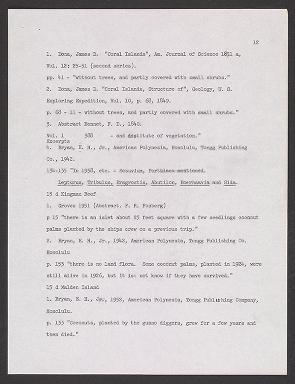 12
1. Dona, James D. "Coral Islands", Am. Journal of Science 1851 a,
Vol. 12: 25-51 (second series).
pp. 41 - "without trees, and partly covered with small shrubs."
2. Dona, James D. "Coral Islands, Structure of", Geology, U. S.
Exploring Expedition, Vol. 10, p. 68, 1849.
p. 68 - 11 - without trees, and partly covered with small shrubs."
3. Abstract Bennet, F. D., 1840.
Vol. 1 388 - and destitute of vegetation."
Excerpts
4. Bryan, E. H., Jr., American Polynesia, Honolulu, Tongg Publishing
Co., 1942.
134-135 "In 1938, etc. - Sesuvium, Portulaca mentioned.
Lepturus, Tribulus, Eragrostis, Abutilon, Boerhaavia and Sida.
15 d Kingman Reef
1. Groves 1951 (Abstract. F. R. Fosberg)
p 15 "there is an islet about 25 feet square with a few seedlings coconut
palms planted by the ships crew on a previous trip."
2. Bryan, E. H., Jr., 1942, American Polynesia, Tongg Publishing Co.
Honolulu
p. 155 "there is no land flora. Some coconut palms, planted in 1924, were
still alive in 1926, but it is not know if they have survived."
15 d Malden Island
1. Bryan, E. H., Jr., 1958, American Polynesia, Tongg Publishing Company,
Honolulu.
p. 135 "Coconuts, planted by the guano diggers, grew for a few years and
then died."